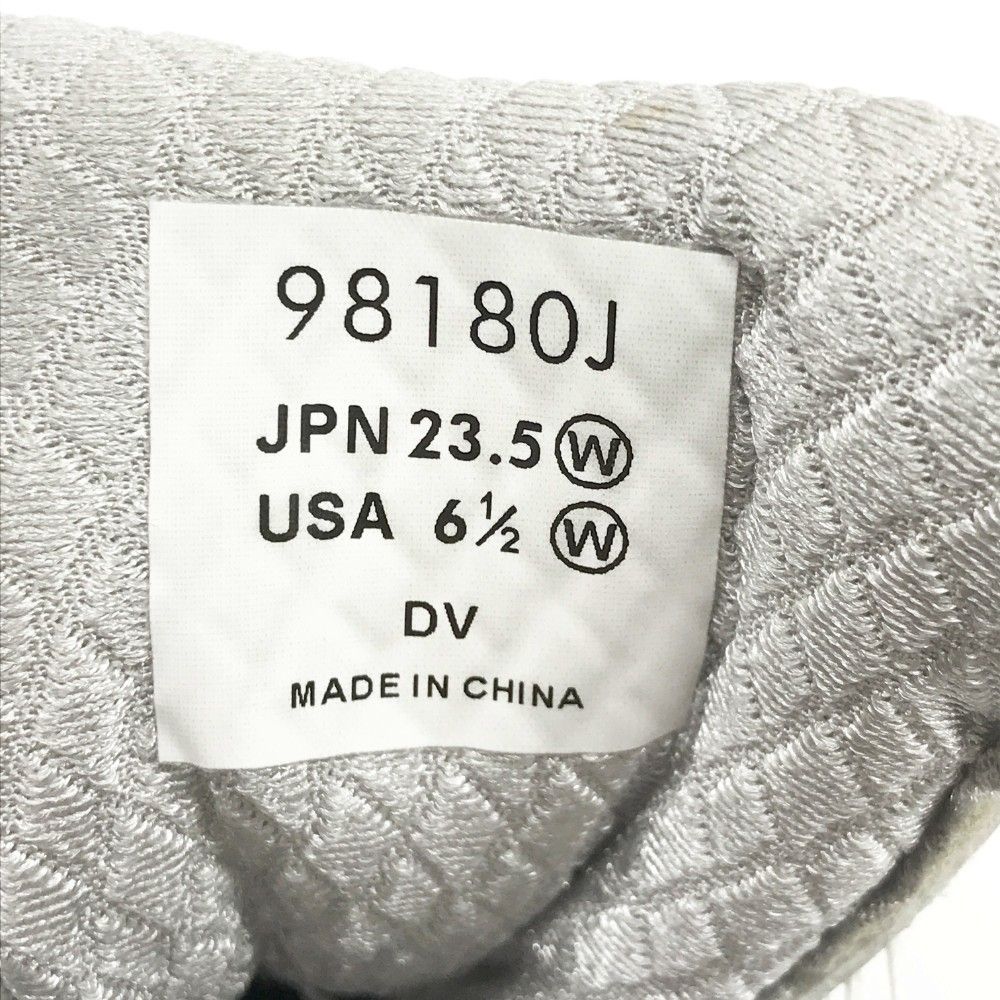 98180J
JPN 23.5 Ⓦ
USA 6½ Ⓦ
DV
MADE IN CHINA